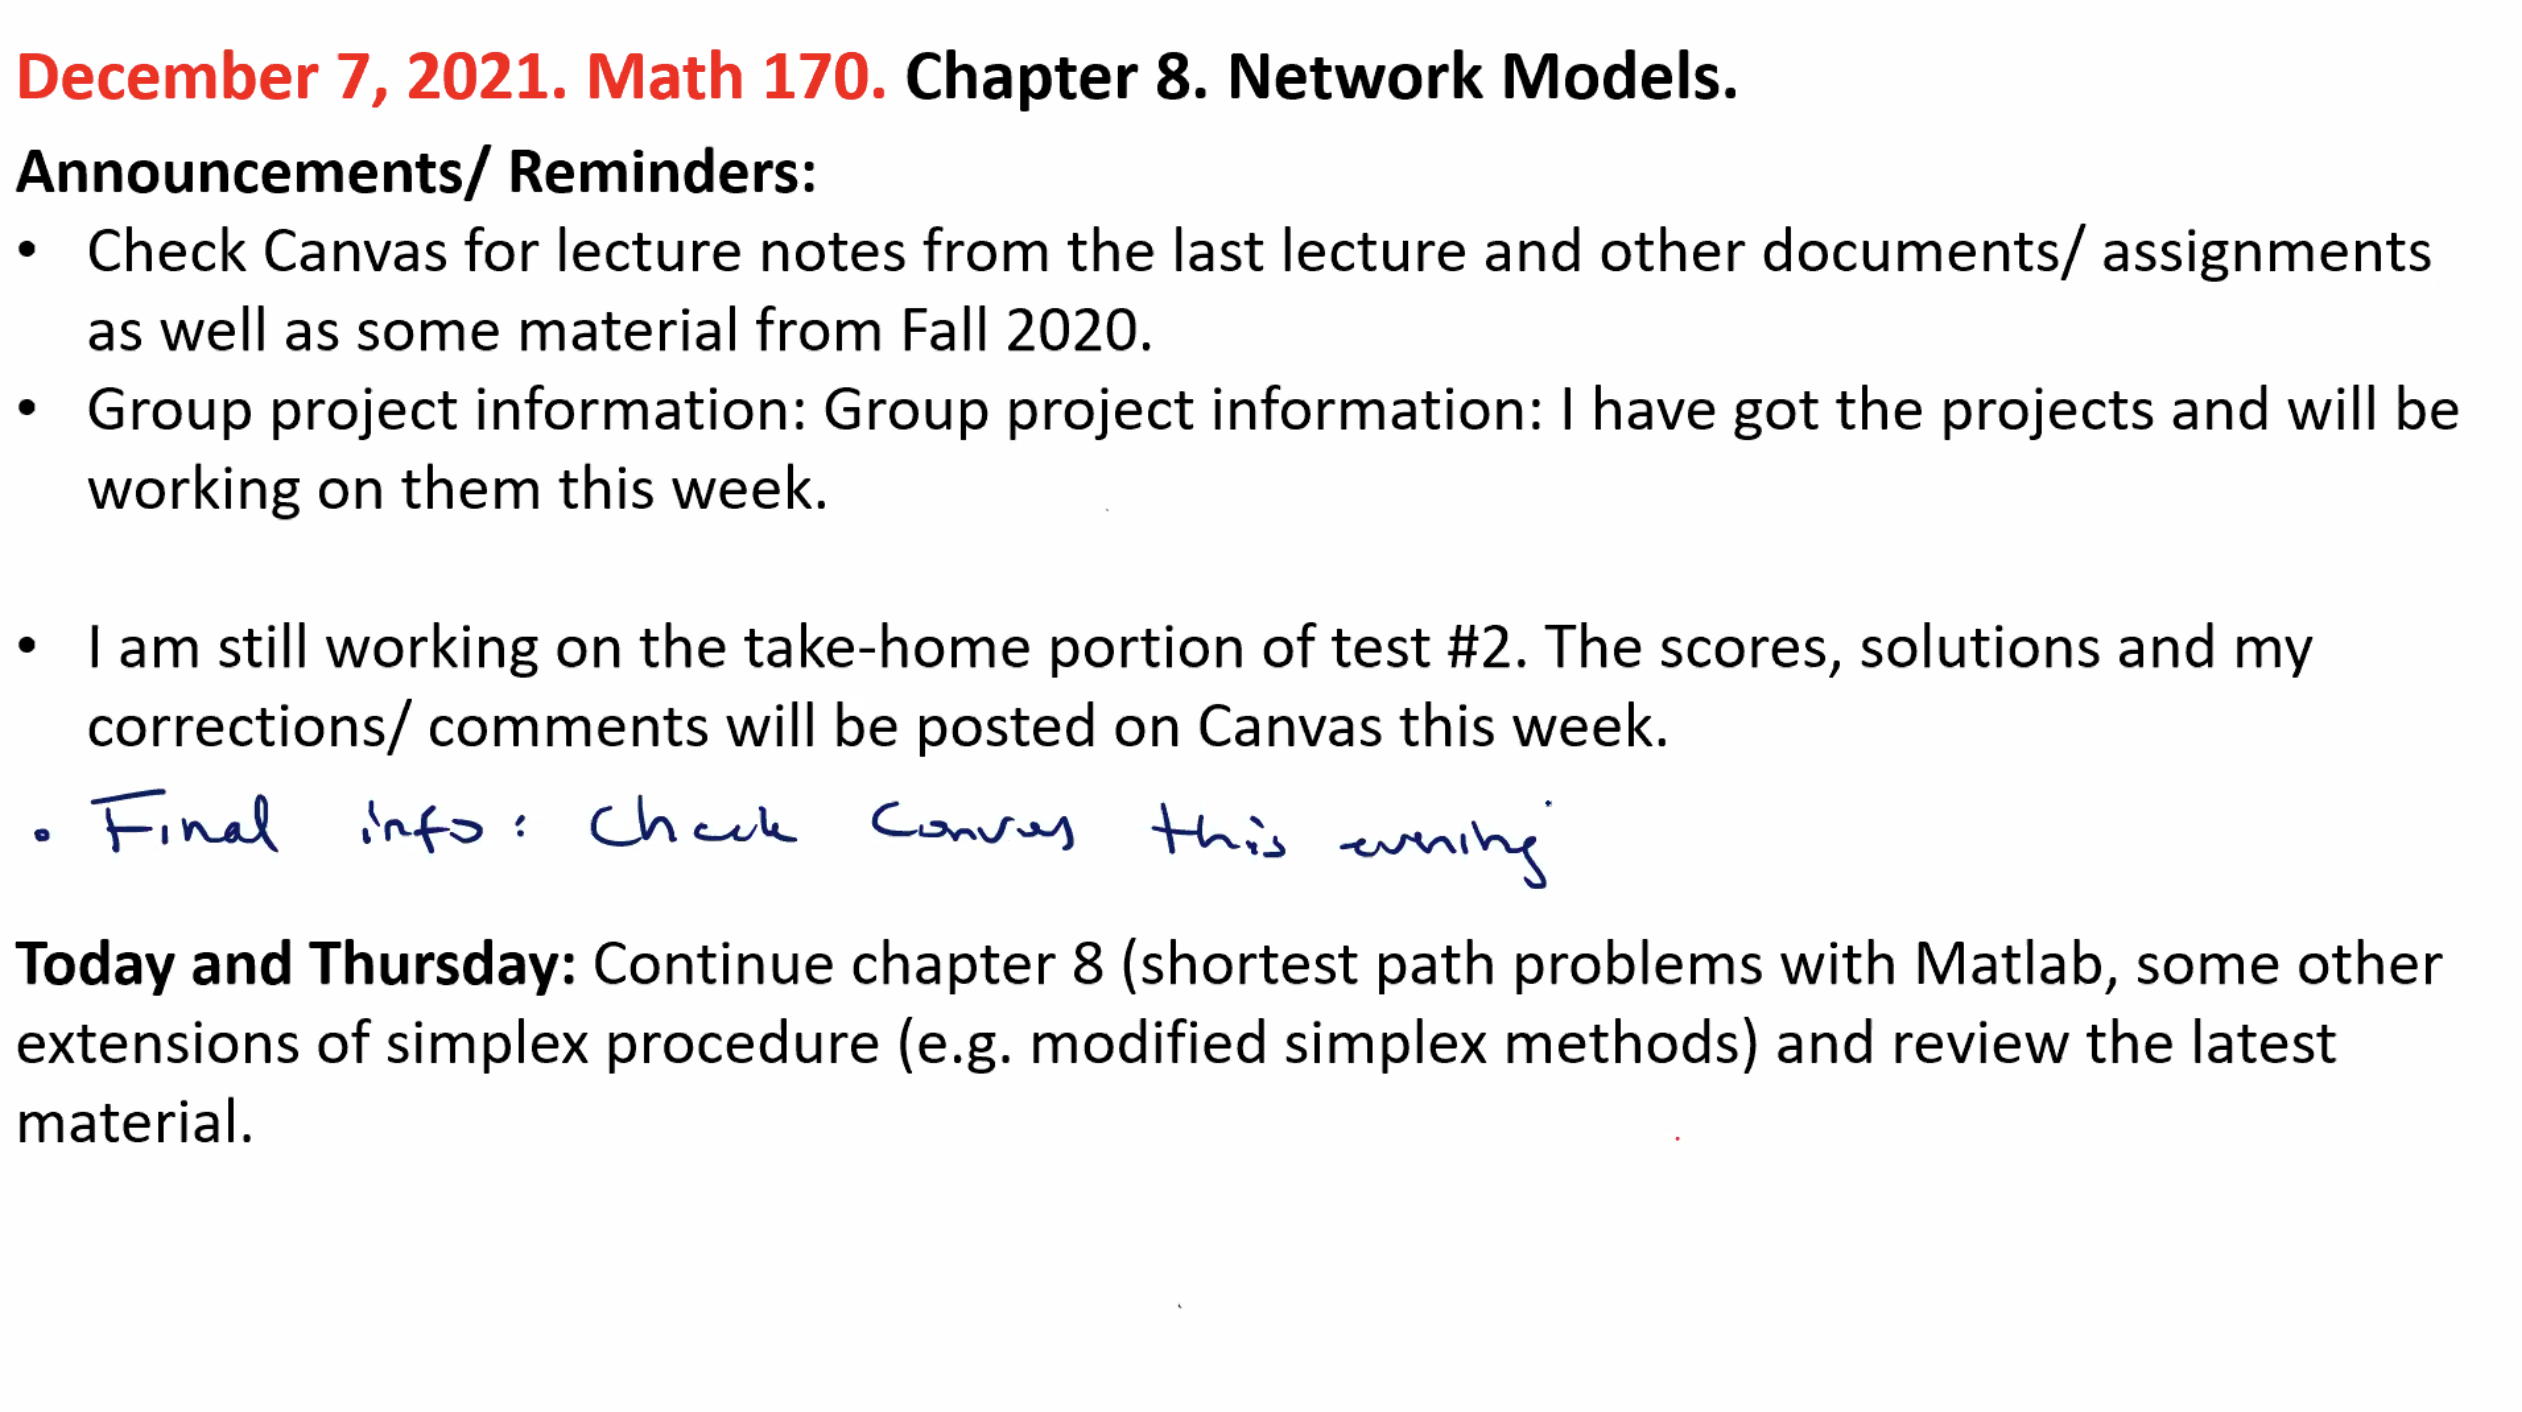 December 7, 2021. Math 170. Chapter 8. Network Models.
Announcements/ Reminders:
• Check Canvas for lecture notes from the last lecture and other documents/ assignments
as well as some material from Fall 2020.
• Group project information: Group project information: I have got the projects and will be
working on them this week.
• I am still working on the take-home portion of test #2. The scores, solutions and my
corrections/ comments will be posted on Canvas this week.
• Final info: Check Canvas this evening
Today and Thursday: Continue chapter 8 (shortest path problems with Matlab, some other
extensions of simplex procedure (e.g. modified simplex methods) and review the latest
material.